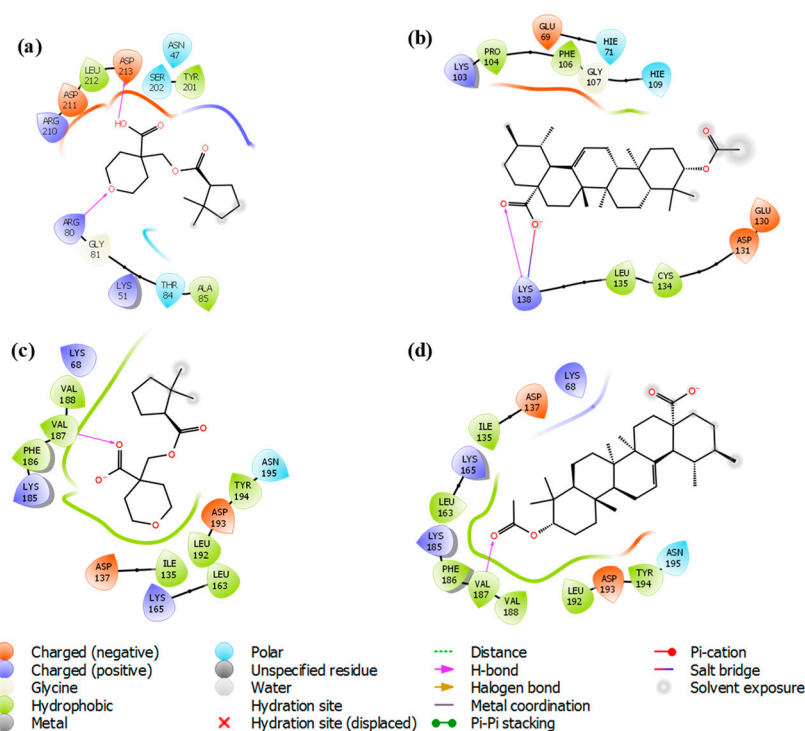 (a)
ASN
47
ASP
213
LEU
212
SER
202
TYR
201
ASP
211
ARG
210
HO
O
O
O
O
ARG
80
GLY
81
LYS
51
THR
84
ALA
85
(b)
GLU
69
HIE
71
PRO
104
PHE
106
LYS
103
GLY
107
HIE
109
O
O
O
O⁻
GLU
130
ASP
131
LEU
135
CYS
134
LYS
138
(c)
LYS
68
VAL
188
VAL
187
PHE
186
LYS
185
O
O
O
O⁻
O
ASN
195
TYR
194
ASP
193
LEU
192
ILE
135
LEU
163
ASP
137
LYS
165
(d)
LYS
68
ASP
137
ILE
135
LYS
165
LEU
163
LYS
185
PHE
186
VAL
187
VAL
188
O
O⁻
O
O
LEU
192
ASP
193
TYR
194
ASN
195
Charged (negative)
Charged (positive)
Glycine
Hydrophobic
Metal
Polar
Unspecified residue
Water
Hydration site
Hydration site (displaced)
Distance
H-bond
Halogen bond
Metal coordination
Pi-Pi stacking
Pi-cation
Salt bridge
Solvent exposure